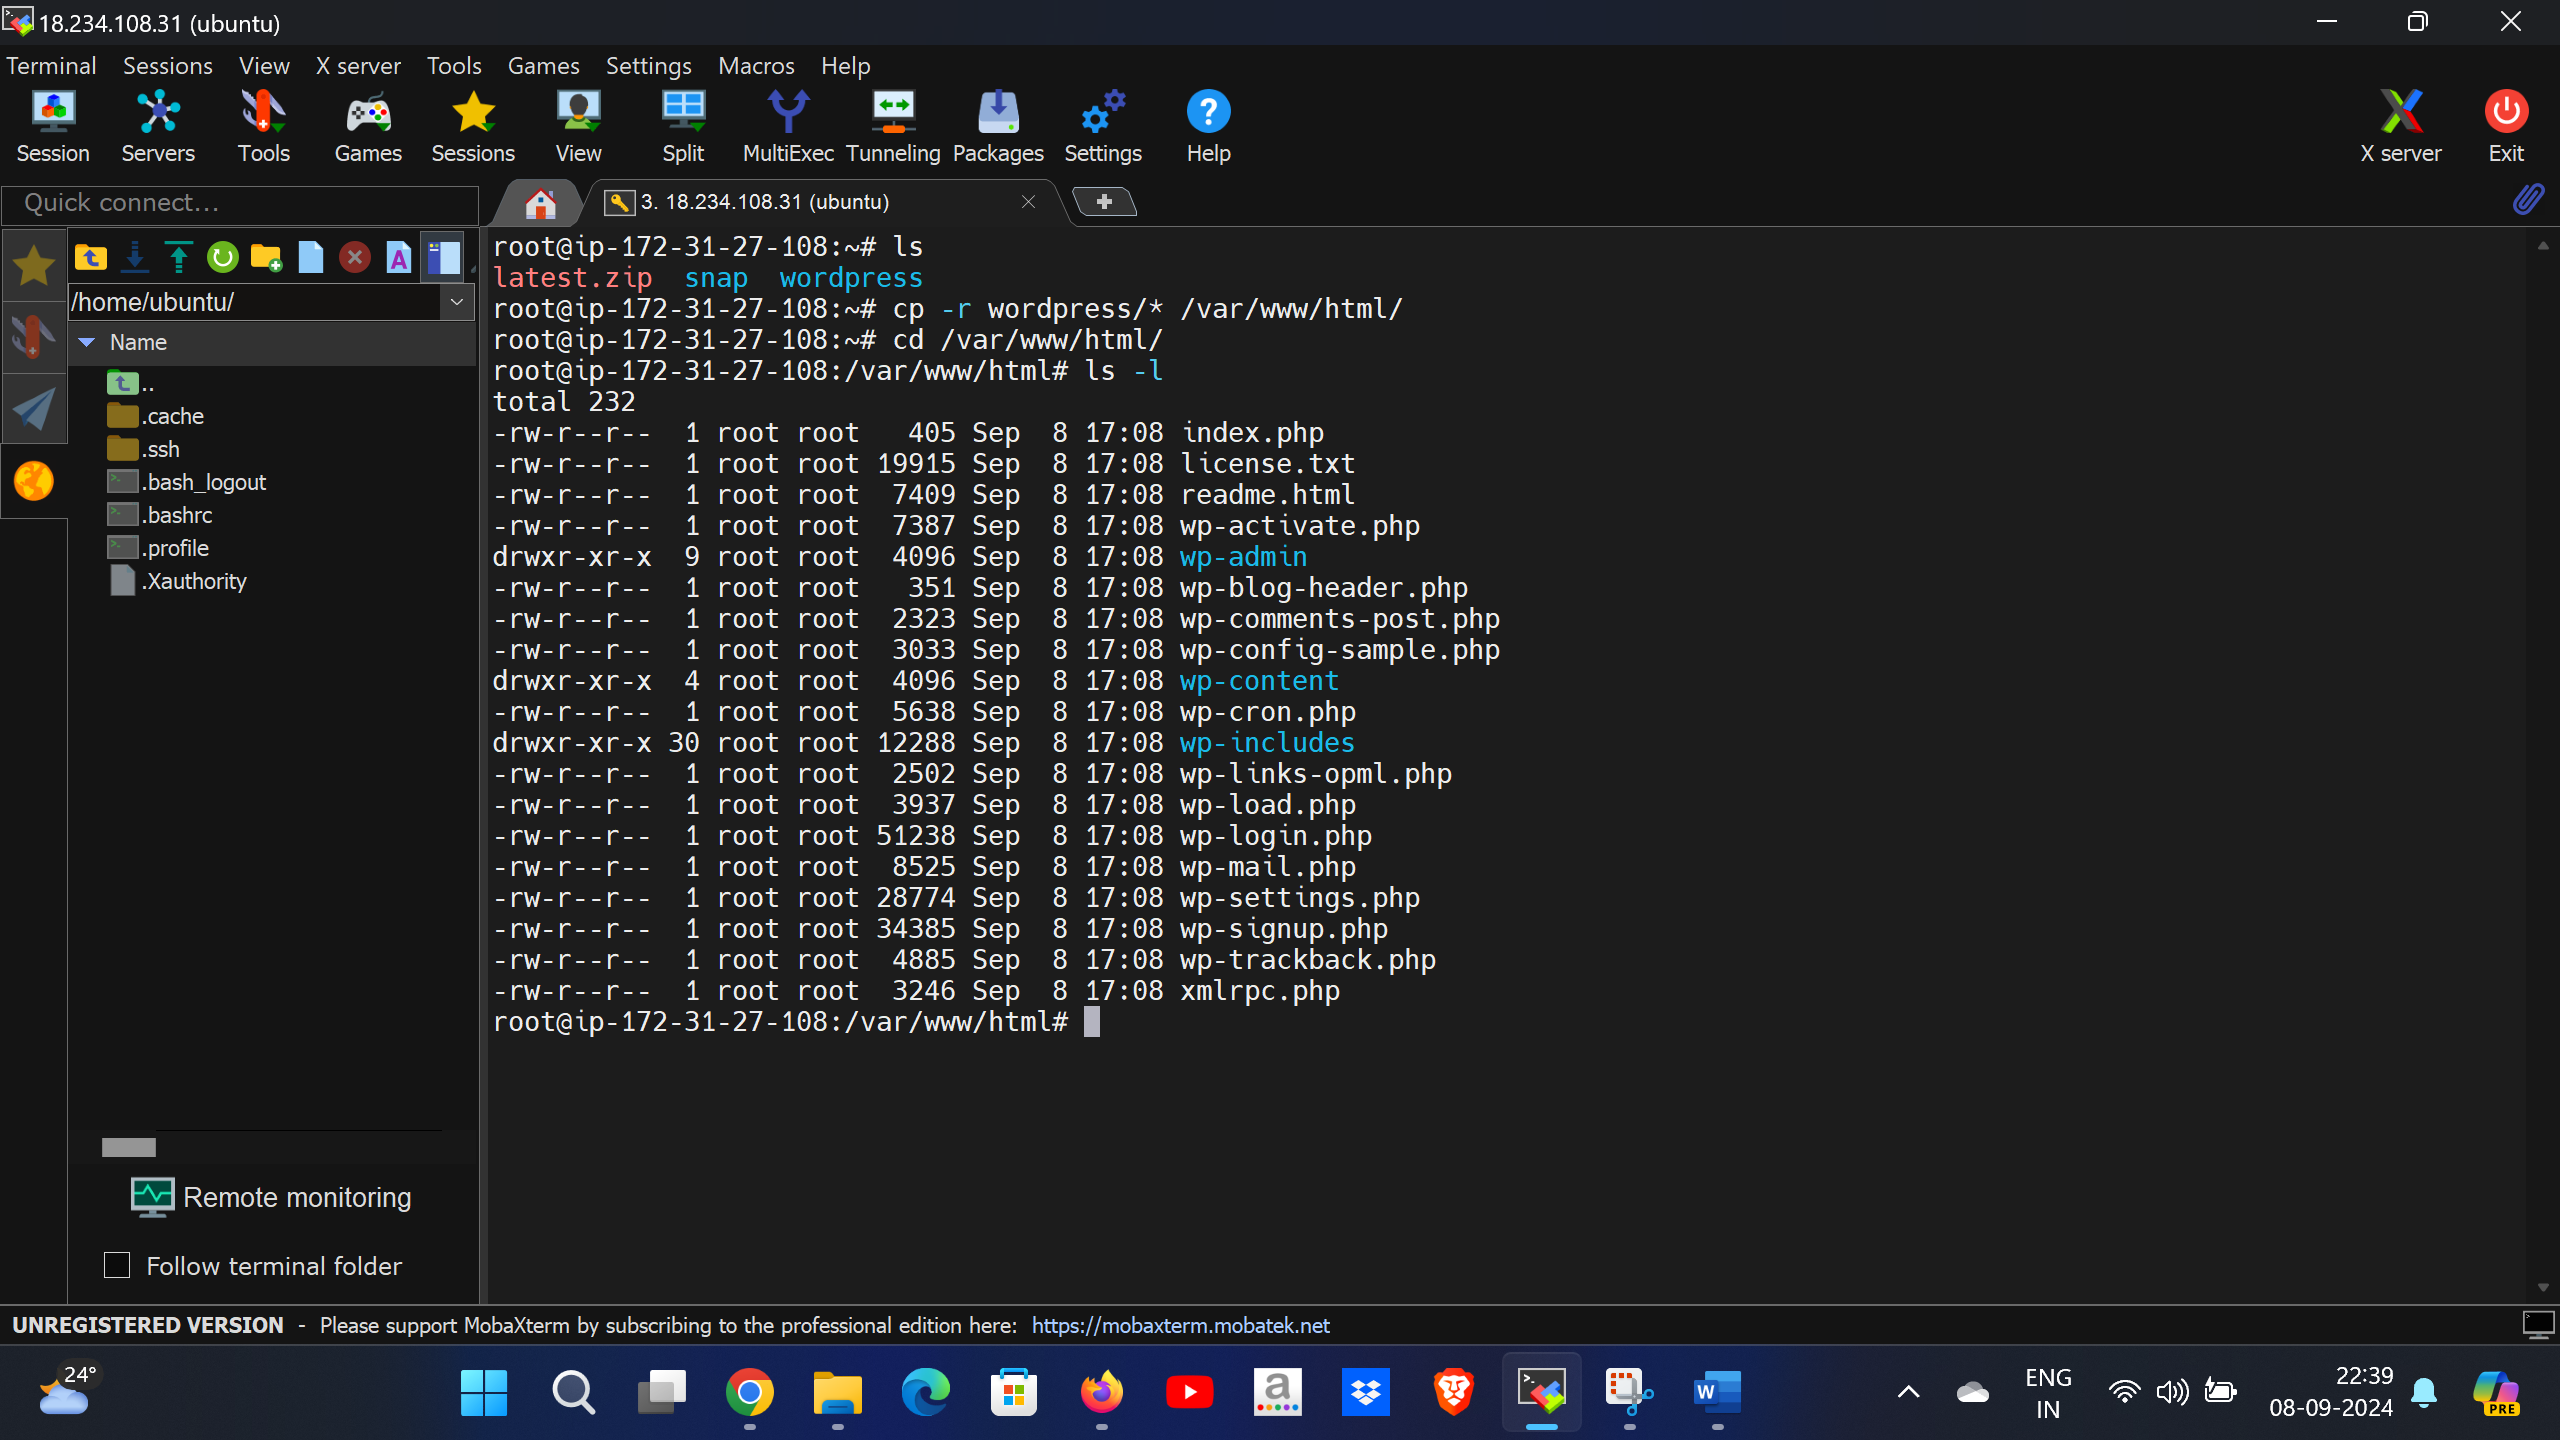 18.234.108.31 (ubuntu)
Terminal Sessions View X server Tools Games Settings Macros Help
Session Servers Tools Games Sessions View Split MultiExec Tunneling Packages Settings Help X server Exit
Quick connect...
3. 18.234.108.31 (ubuntu)
/home/ubuntu/
Name
..
.cache
.ssh
.bash_logout
.bashrc
.profile
.Xauthority
Remote monitoring
Follow terminal folder
root@ip-172-31-27-108:~# ls
latest.zip  snap  wordpress
root@ip-172-31-27-108:~# cp -r wordpress/* /var/www/html/
root@ip-172-31-27-108:~# cd /var/www/html/
root@ip-172-31-27-108:/var/www/html# ls -l
total 232
-rw-r--r--  1 root root   405 Sep  8 17:08 index.php
-rw-r--r--  1 root root 19915 Sep  8 17:08 license.txt
-rw-r--r--  1 root root  7409 Sep  8 17:08 readme.html
-rw-r--r--  1 root root  7387 Sep  8 17:08 wp-activate.php
drwxr-xr-x  9 root root  4096 Sep  8 17:08 wp-admin
-rw-r--r--  1 root root   351 Sep  8 17:08 wp-blog-header.php
-rw-r--r--  1 root root  2323 Sep  8 17:08 wp-comments-post.php
-rw-r--r--  1 root root  3033 Sep  8 17:08 wp-config-sample.php
drwxr-xr-x  4 root root  4096 Sep  8 17:08 wp-content
-rw-r--r--  1 root root  5638 Sep  8 17:08 wp-cron.php
drwxr-xr-x 30 root root 12288 Sep  8 17:08 wp-includes
-rw-r--r--  1 root root  2502 Sep  8 17:08 wp-links-opml.php
-rw-r--r--  1 root root  3937 Sep  8 17:08 wp-load.php
-rw-r--r--  1 root root 51238 Sep  8 17:08 wp-login.php
-rw-r--r--  1 root root  8525 Sep  8 17:08 wp-mail.php
-rw-r--r--  1 root root 28774 Sep  8 17:08 wp-settings.php
-rw-r--r--  1 root root 34385 Sep  8 17:08 wp-signup.php
-rw-r--r--  1 root root  4885 Sep  8 17:08 wp-trackback.php
-rw-r--r--  1 root root  3246 Sep  8 17:08 xmlrpc.php
root@ip-172-31-27-108:/var/www/html#
UNREGISTERED VERSION - Please support MobaXterm by subscribing to the professional edition here: https://mobaxterm.mobatek.net
24°
ENG
IN
22:39
08-09-2024
PRE